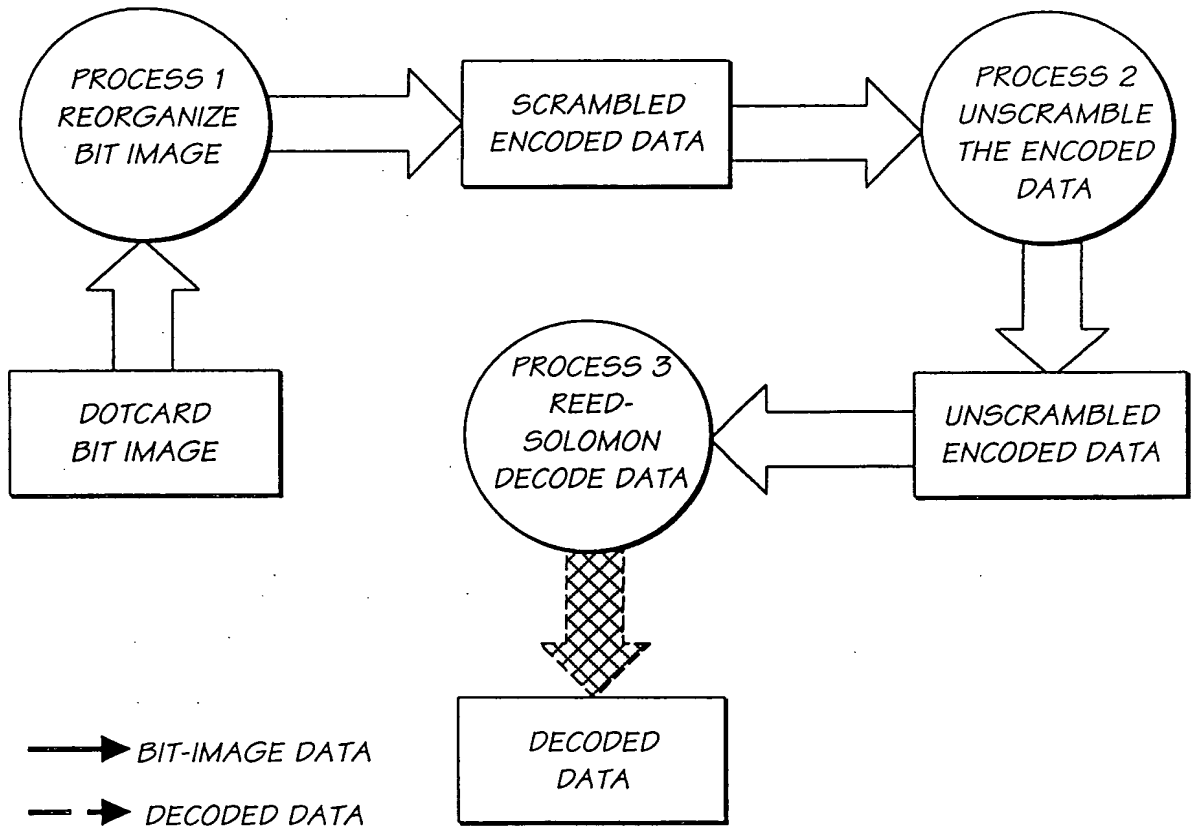 PROCESS 1
REORGANIZE
BIT IMAGE
SCRAMBLED
ENCODED DATA
PROCESS 2
UNSCRAMBLE
THE ENCODED
DATA
DOTCARD
BIT IMAGE
PROCESS 3
REED-
SOLOMON
DECODE DATA
UNSCRAMBLED
ENCODED DATA
DECODED
DATA
BIT-IMAGE DATA
DECODED DATA